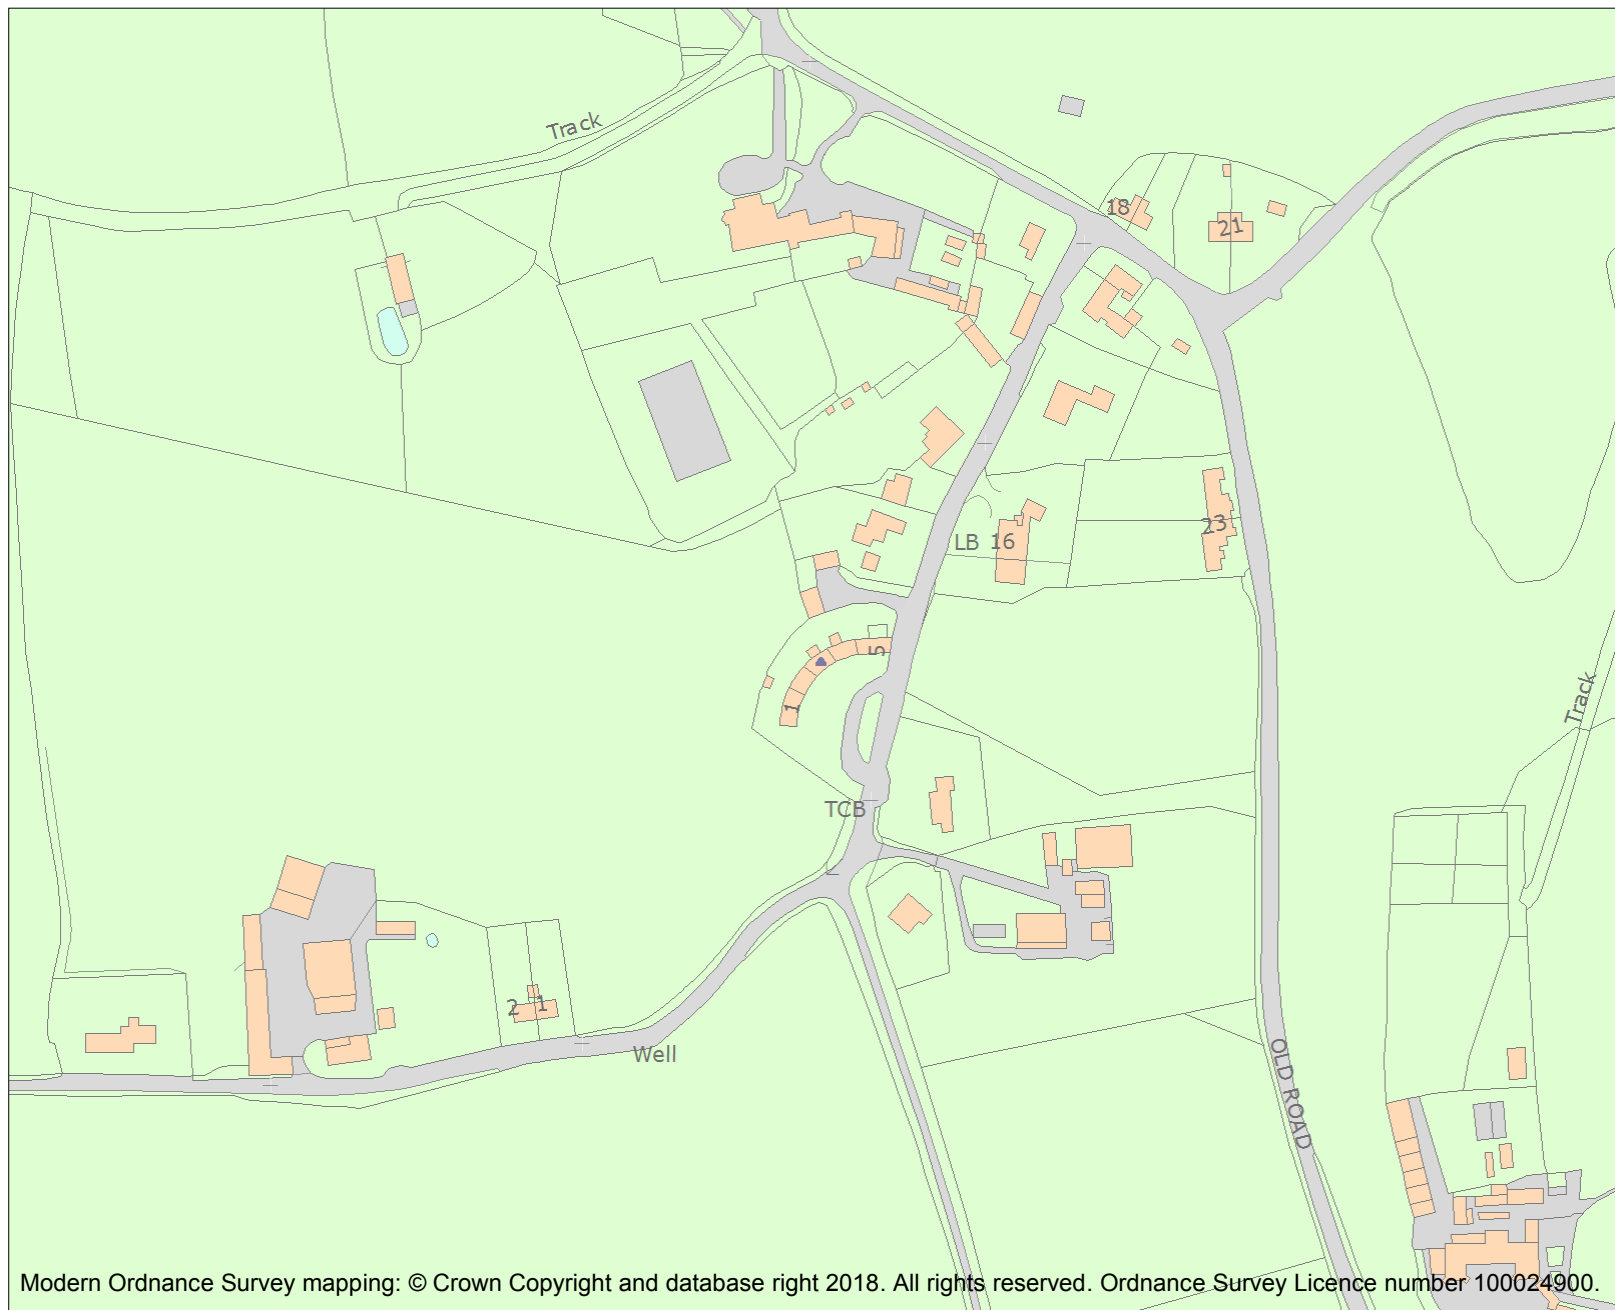 Track
18
21
LB 16
23
5
1
Track
TCB
2 1
Well
OLD ROAD
Modern Ordnance Survey mapping: © Crown Copyright and database right 2018. All rights reserved. Ordnance Survey Licence number 100024900.